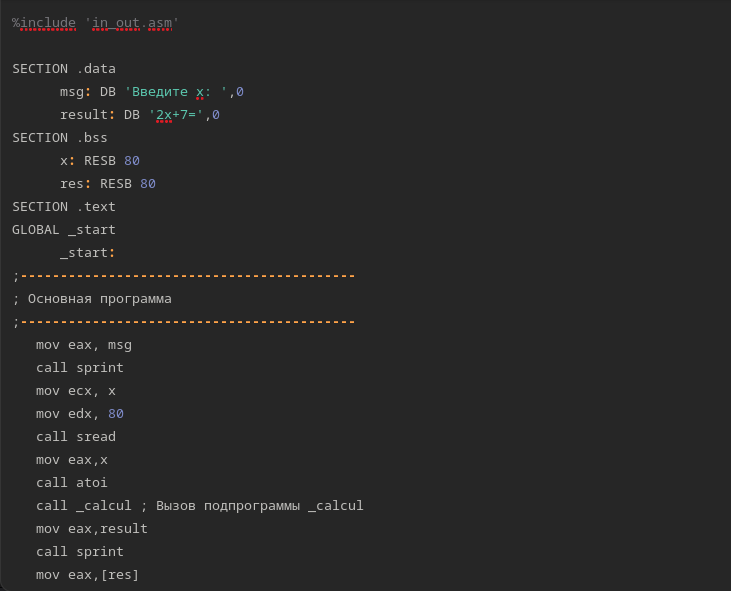 %include 'in_out.asm'
SECTION .data
msg: DB 'Введите x: ',0
result: DB '2x+7=',0
SECTION .bss
x: RESB 80
res: RESB 80
SECTION .text
GLOBAL _start
_start:
;------------------------------------------
; Основная программа
;------------------------------------------
mov eax, msg
call sprint
mov ecx, x
mov edx, 80
call sread
mov eax,x
call atoi
call _calcul ; Вызов подпрограммы _calcul
mov eax,result
call sprint
mov eax,[res]